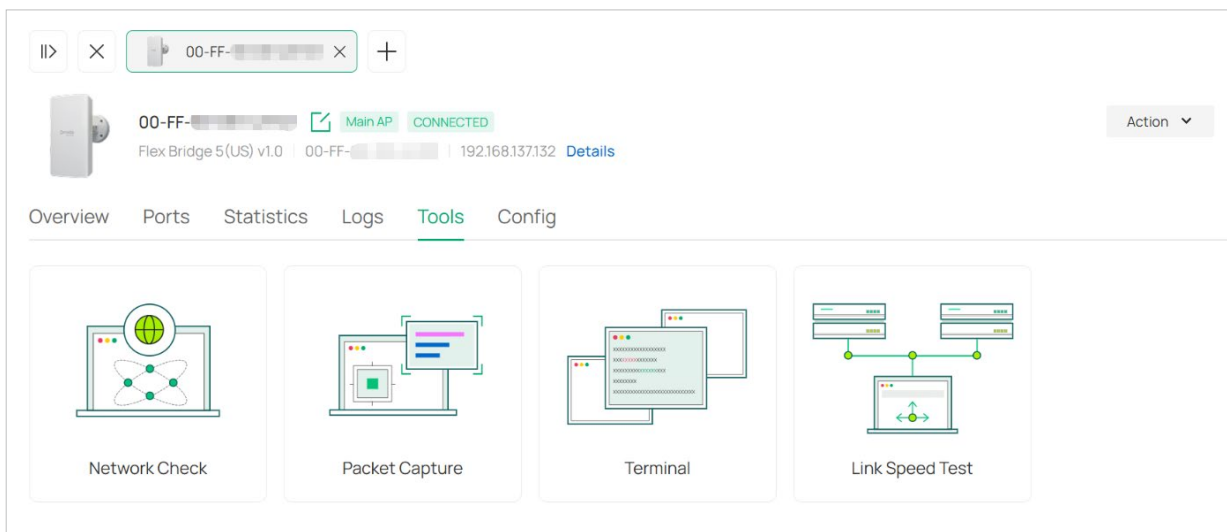 00-FF-
00-FF-
Main AP
CONNECTED
Action
Flex Bridge 5(US) v1.0
00-FF-
192.168.137.132
Details
Overview
Ports
Statistics
Logs
Tools
Config
Network Check
Packet Capture
Terminal
Link Speed Test